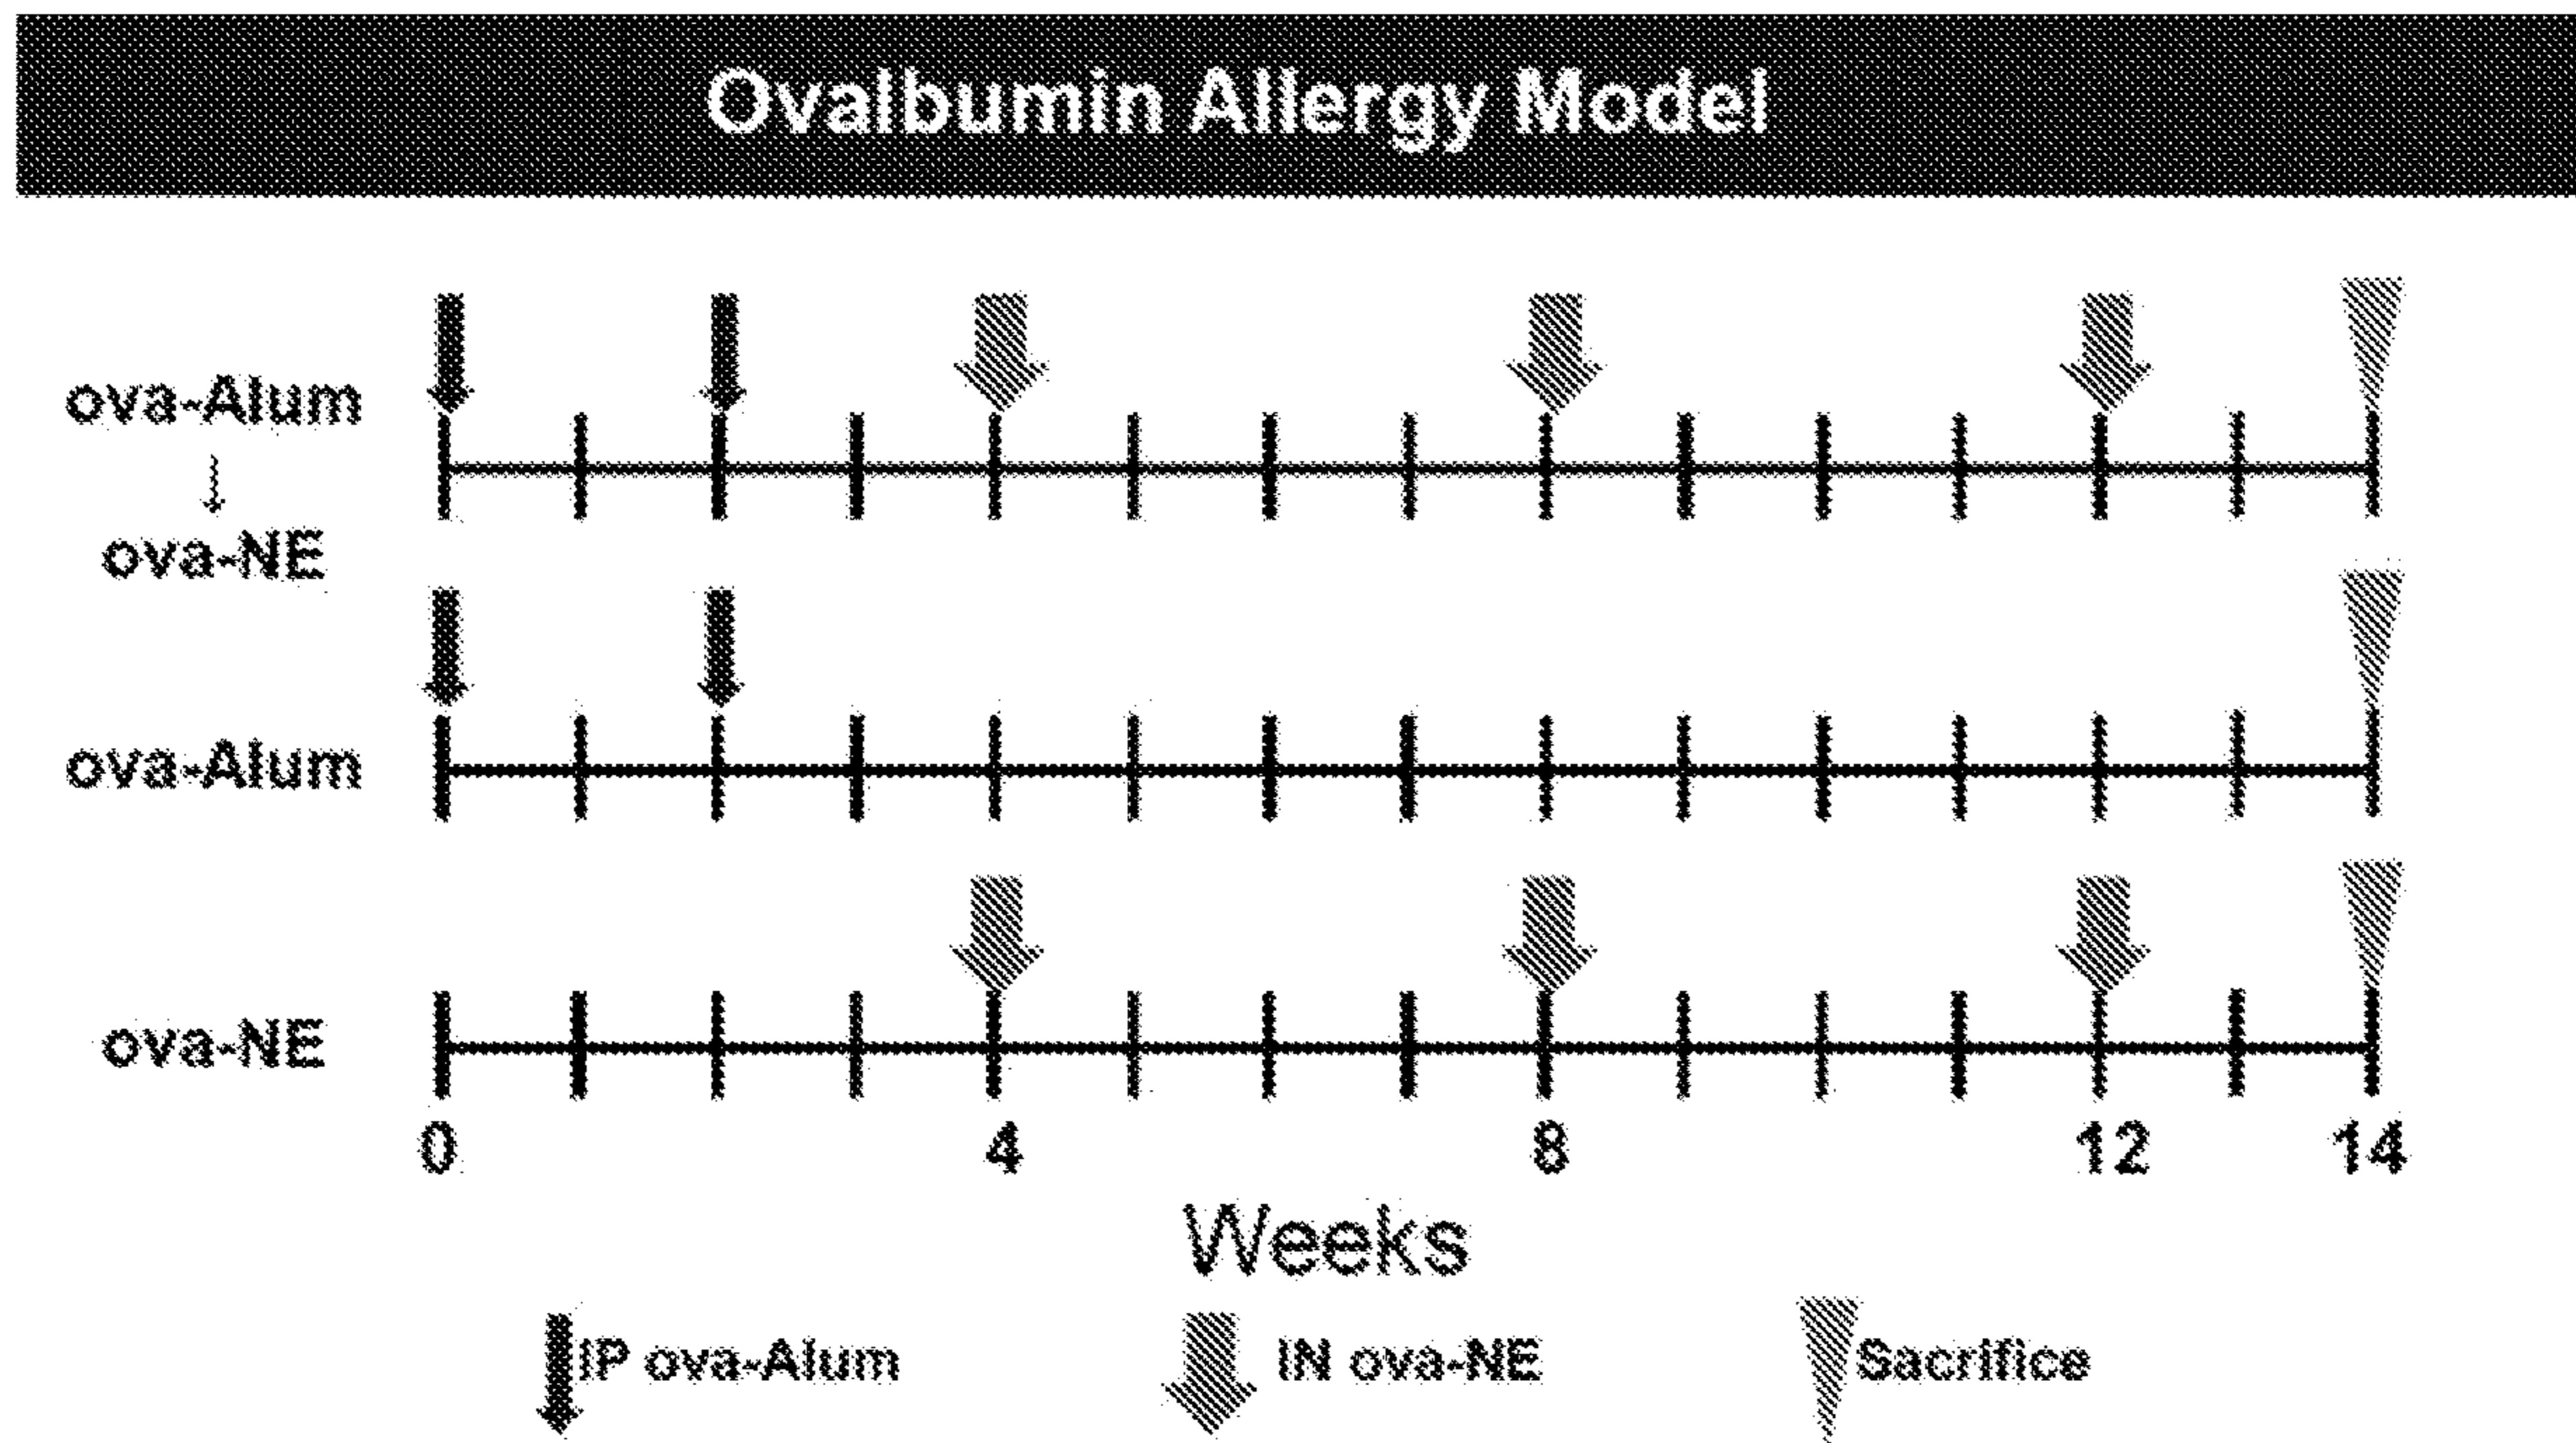 Ovalbumin Allergy Model
ova-Alum
ova-NE
ova-Alum
ova-NE
0 4 8 12 14
Weeks
IP ova-Alum IN ova-NE Sacrifice